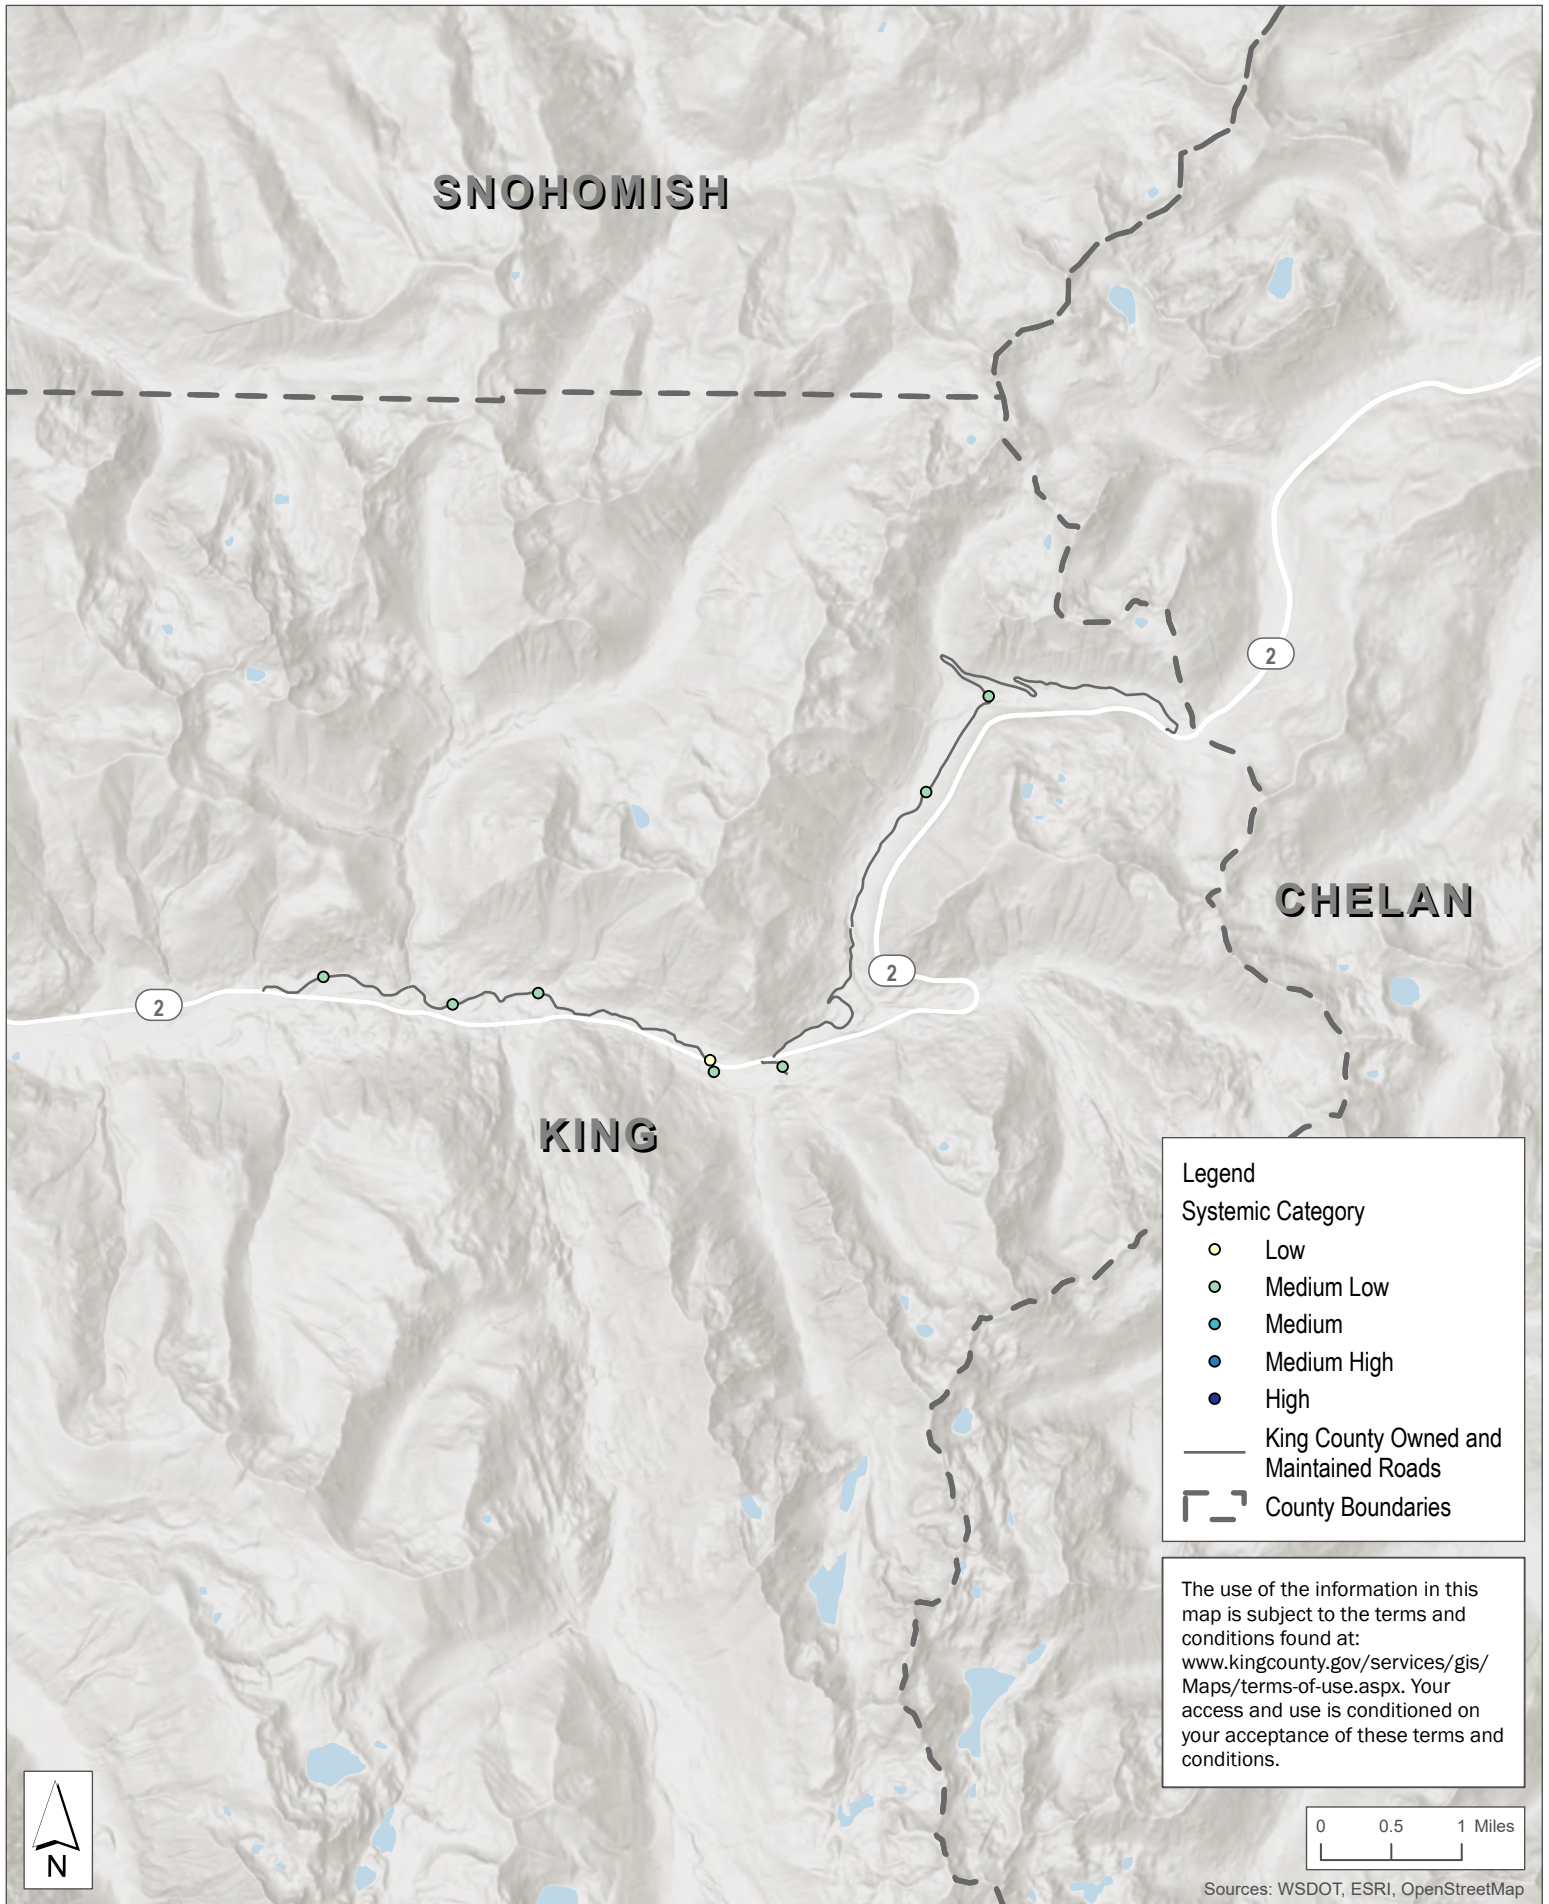 SNOHOMISH
2
CHELAN
2
2
KING
Legend
Systemic Category
Low
Medium Low
Medium
Medium High
High
King County Owned and
Maintained Roads
County Boundaries
The use of the information in this
map is subject to the terms and
conditions found at:
www.kingcounty.gov/services/gis/
Maps/terms-of-use.aspx. Your
access and use is conditioned on
your acceptance of these terms and
conditions.
0 0.5 1 Miles
N
Sources: WSDOT, ESRI, OpenStreetMap